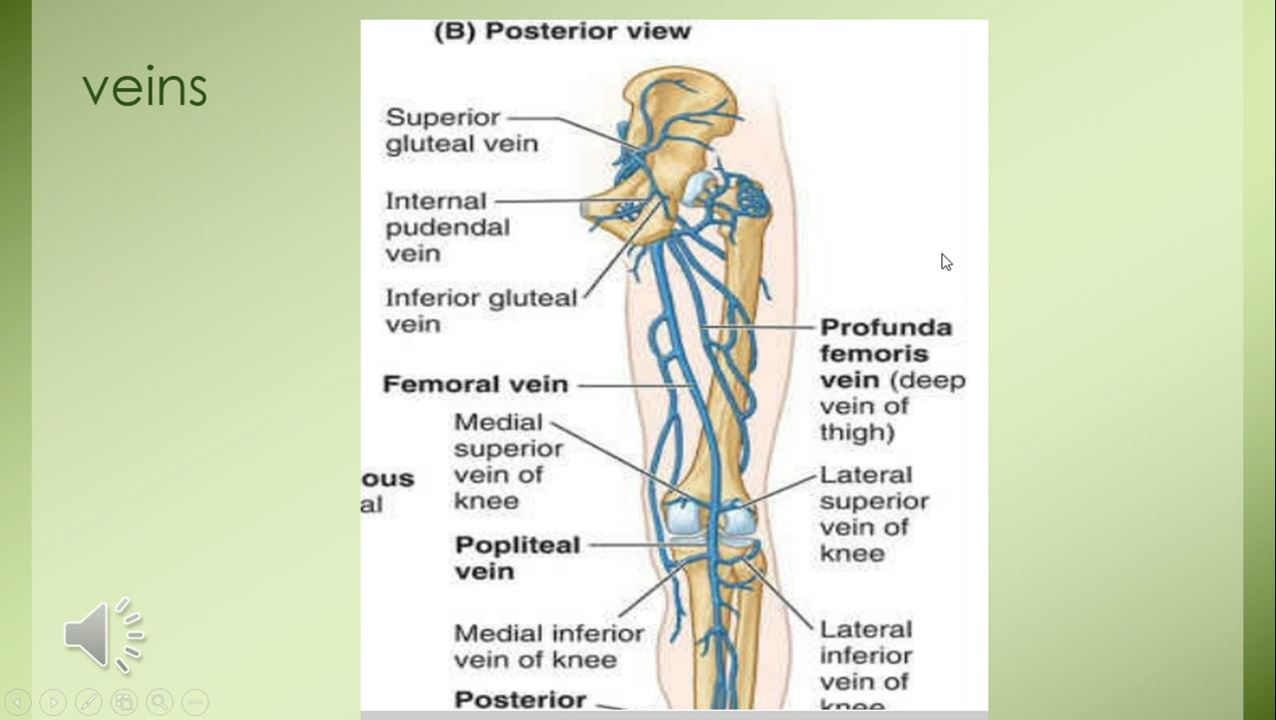 veins
(B) Posterior view
Superior
gluteal vein
Internal
pudendal
vein
Inferior gluteal
vein
Profunda
femoris
vein (deep
vein of
thigh)
Femoral vein
Medial
superior
vein of
knee
ous
al
Lateral
superior
vein of
knee
Popliteal
vein
Medial inferior
vein of knee
Lateral
inferior
vein of
knee
Posterior